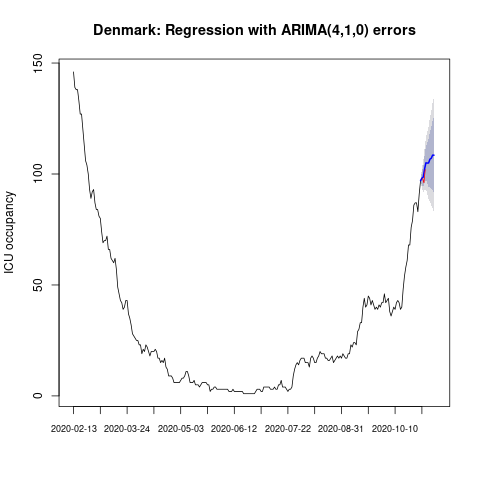 Denmark: Regression with ARIMA(4,1,0) errors
ICU occupancy
150
100
50
0
2020-02-13 2020-03-24 2020-05-03 2020-06-12 2020-07-22 2020-08-31 2020-10-10